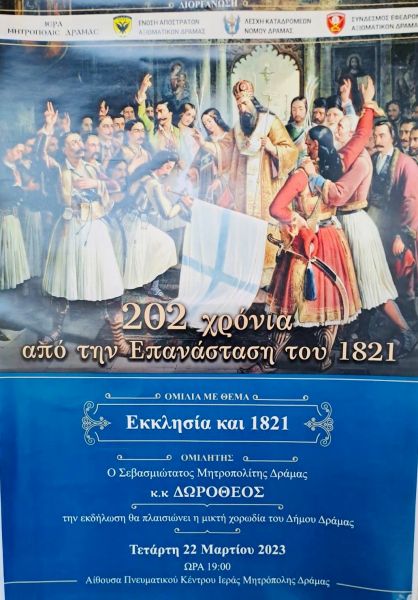 ΔΙΟΡΓΑΝΩΣΗ
ΙΕΡΑ
ΜΗΤΡΟΠΟΛΙΣ ΔΡΑΜΑΣ
ΕΝΩΣΗ ΑΠΟΣΤΡΑΤΩΝ
ΑΞΙΩΜΑΤΙΚΩΝ ΔΡΑΜΑΣ
ΛΕΣΧΗ ΚΑΤΑΔΡΟΜΕΩΝ
ΝΟΜΟΥ ΔΡΑΜΑΣ
ΣΥΝΔΕΣΜΟΣ ΕΦΕΔΡΩ
ΑΞΙΩΜΑΤΙΚΩΝ ΔΡΑΜΑΣ
202 χρόνια
από την Επανάσταση του 1821
ΟΜΙΛΙΑ ΜΕ ΘΕΜΑ
Εκκλησία και 1821
ΟΜΙΛΗΤΗΣ
Ο Σεβασμιώτατος Μητροπολίτης Δράμας
κ.κ ΔΩΡΟΘΕΟΣ
την εκδήλωση θα πλαισιώνει η μικτή χορωδία του Δήμου Δράμας
Τετάρτη 22 Μαρτίου 2023
ΩΡΑ 19:00
Αίθουσα Πνευματικού Κέντρου Ιεράς Μητρόπολης Δράμας